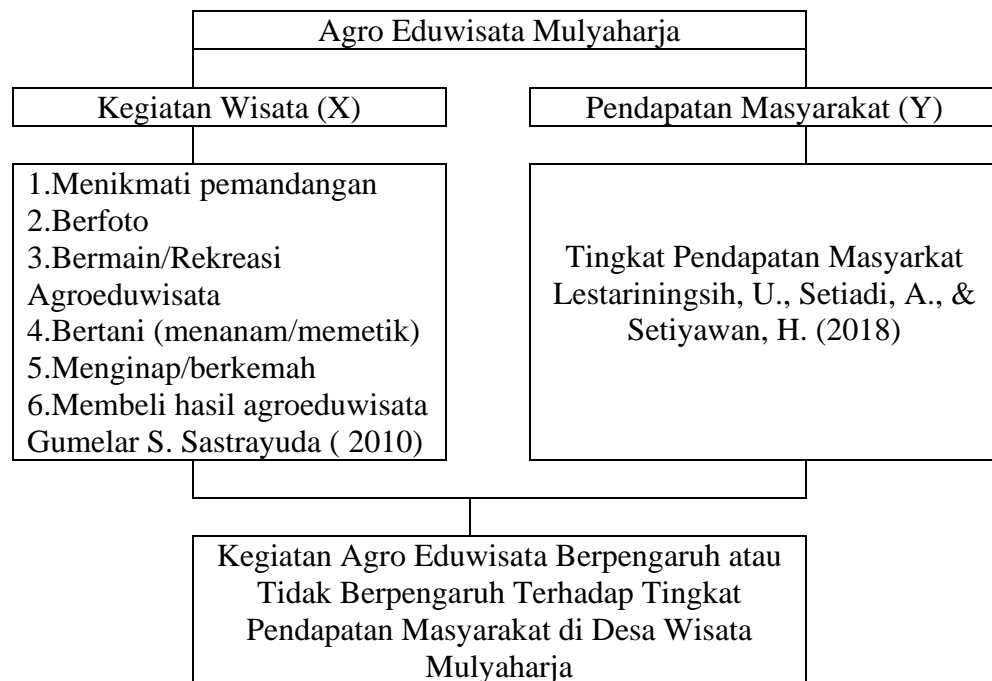 Agro Eduwisata Mulyaharja
Kegiatan Wisata (X)
Pendapatan Masyarakat (Y)
1.Menikmati pemandangan
2.Berfoto
3.Bermain/Rekreasi
Agroeduwisata
4.Bertani (menanam/memetik)
5.Menginap/berkemah
6.Membeli hasil agroeduwisata
Gumelar S. Sastrayuda ( 2010)
Tingkat Pendapatan Masyarkat
Lestariningsih, U., Setiadi, A., &
Setiyawan, H. (2018)
Kegiatan Agro Eduwisata Berpengaruh atau
Tidak Berpengaruh Terhadap Tingkat
Pendapatan Masyarakat di Desa Wisata
Mulyaharja